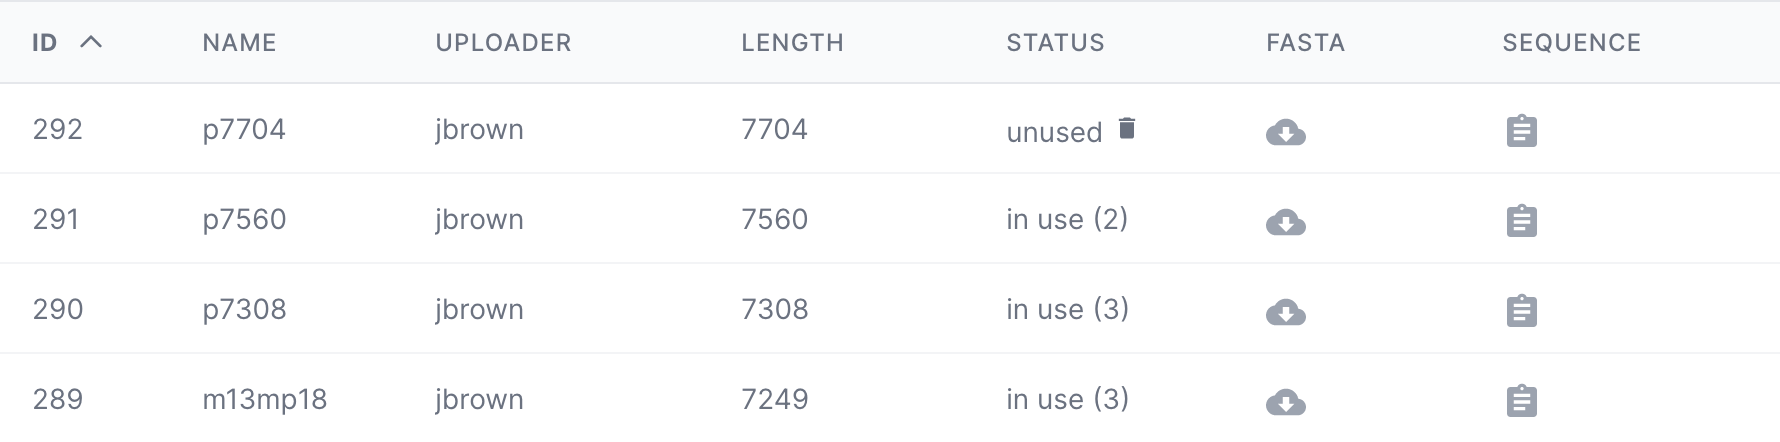 ID NAME UPLOADER LENGTH STATUS FASTA SEQUENCE
292 p7704 jbrown 7704 unused
291 p7560 jbrown 7560 in use (2)
290 p7308 jbrown 7308 in use (3)
289 m13mp18 jbrown 7249 in use (3)